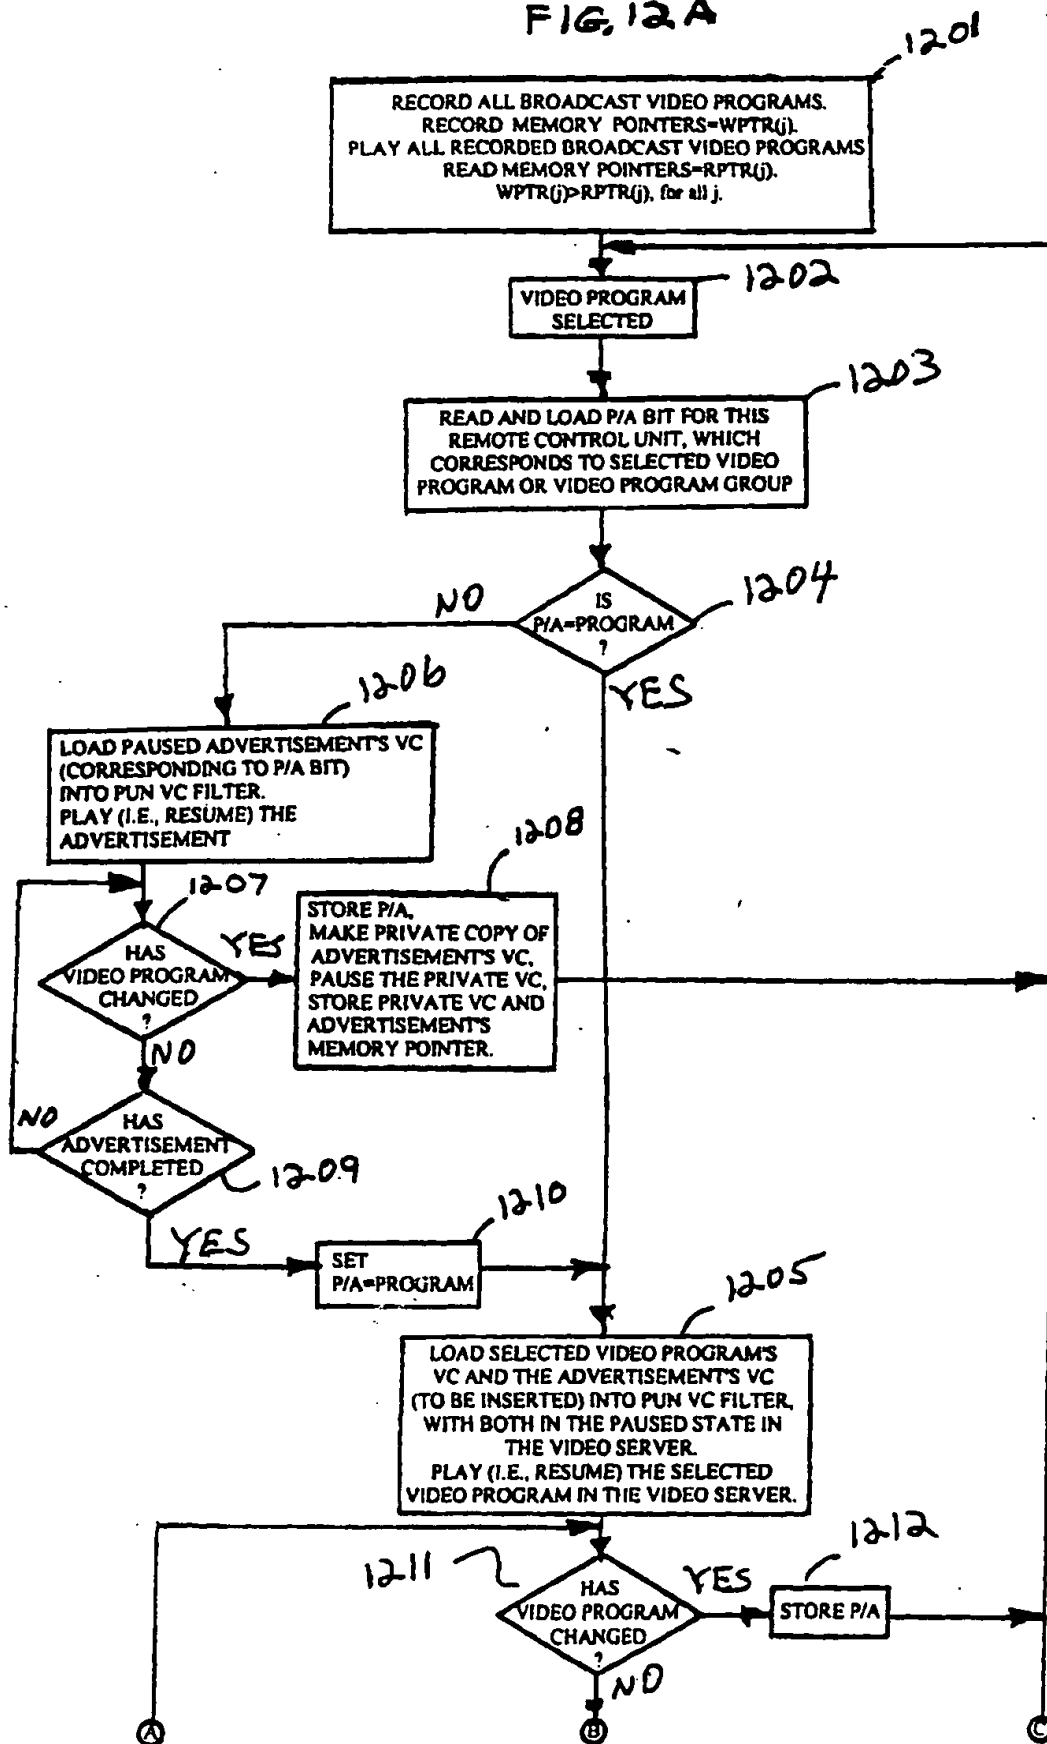 FIG. 12A
1201
RECORD ALL BROADCAST VIDEO PROGRAMS.
RECORD MEMORY POINTERS=WPTR(j).
PLAY ALL RECORDED BROADCAST VIDEO PROGRAMS
READ MEMORY POINTERS=RPTR(j).
WPTR(j)>RPTR(j), for all j.
1202
VIDEO PROGRAM
SELECTED
1203
READ AND LOAD P/A BIT FOR THIS
REMOTE CONTROL UNIT, WHICH
CORRESPONDS TO SELECTED VIDEO
PROGRAM OR VIDEO PROGRAM GROUP
1204
IS
P/A=PROGRAM
?
NO
YES
1206
LOAD PAUSED ADVERTISEMENT'S VC
(CORRESPONDING TO P/A BIT)
INTO PUN VC FILTER.
PLAY (I.E., RESUME) THE
ADVERTISEMENT
1207
HAS
VIDEO PROGRAM
CHANGED
?
YES
NO
1208
STORE P/A,
MAKE PRIVATE COPY OF
ADVERTISEMENT'S VC,
PAUSE THE PRIVATE VC,
STORE PRIVATE VC AND
ADVERTISEMENT'S
MEMORY POINTER.
NO
HAS
ADVERTISEMENT
COMPLETED
?
1209
YES
1210
SET
P/A=PROGRAM
1205
LOAD SELECTED VIDEO PROGRAM'S
VC AND THE ADVERTISEMENT'S VC
(TO BE INSERTED) INTO PUN VC FILTER,
WITH BOTH IN THE PAUSED STATE IN
THE VIDEO SERVER.
PLAY (I.E., RESUME) THE SELECTED
VIDEO PROGRAM IN THE VIDEO SERVER.
1211
HAS
VIDEO PROGRAM
CHANGED
?
YES
1212
STORE P/A
NO
A
B
C